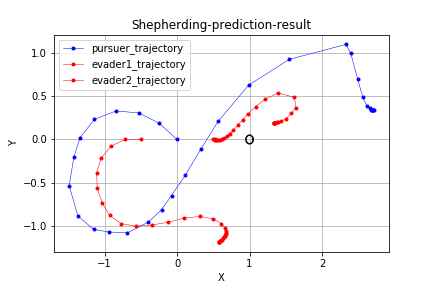 Shepherding-prediction-result
pursuer_trajectory
evader1_trajectory
evader2_trajectory
1.0
0.5
0.0
−0.5
−1.0
Y
−1
0
1
2
X